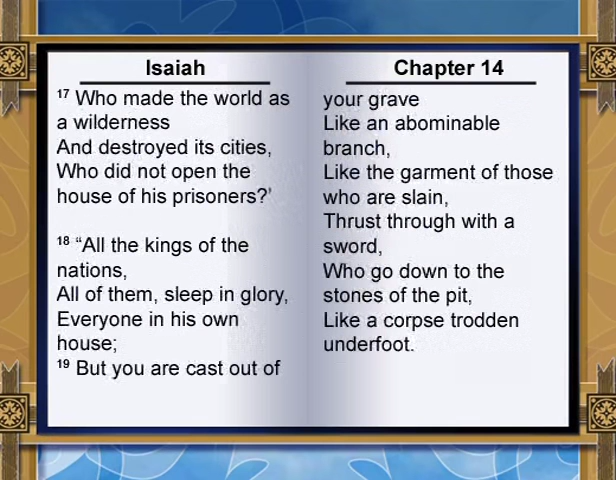 Isaiah
17 Who made the world as
a wilderness
And destroyed its cities,
Who did not open the
house of his prisoners?’

18 “All the kings of the
nations,
All of them, sleep in glory,
Everyone in his own
house;
19 But you are cast out of
Chapter 14
your grave
Like an abominable
branch,
Like the garment of those
who are slain,
Thrust through with a
sword,
Who go down to the
stones of the pit,
Like a corpse trodden
underfoot.